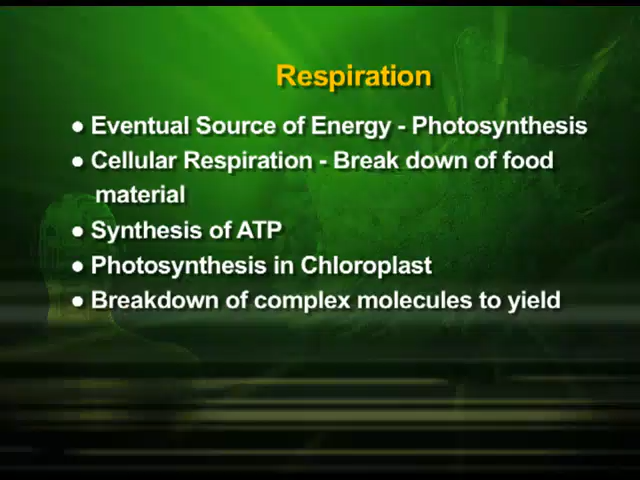 Respiration
● Eventual Source of Energy - Photosynthesis
● Cellular Respiration - Break down of food
material
● Synthesis of ATP
● Photosynthesis in Chloroplast
● Breakdown of complex molecules to yield